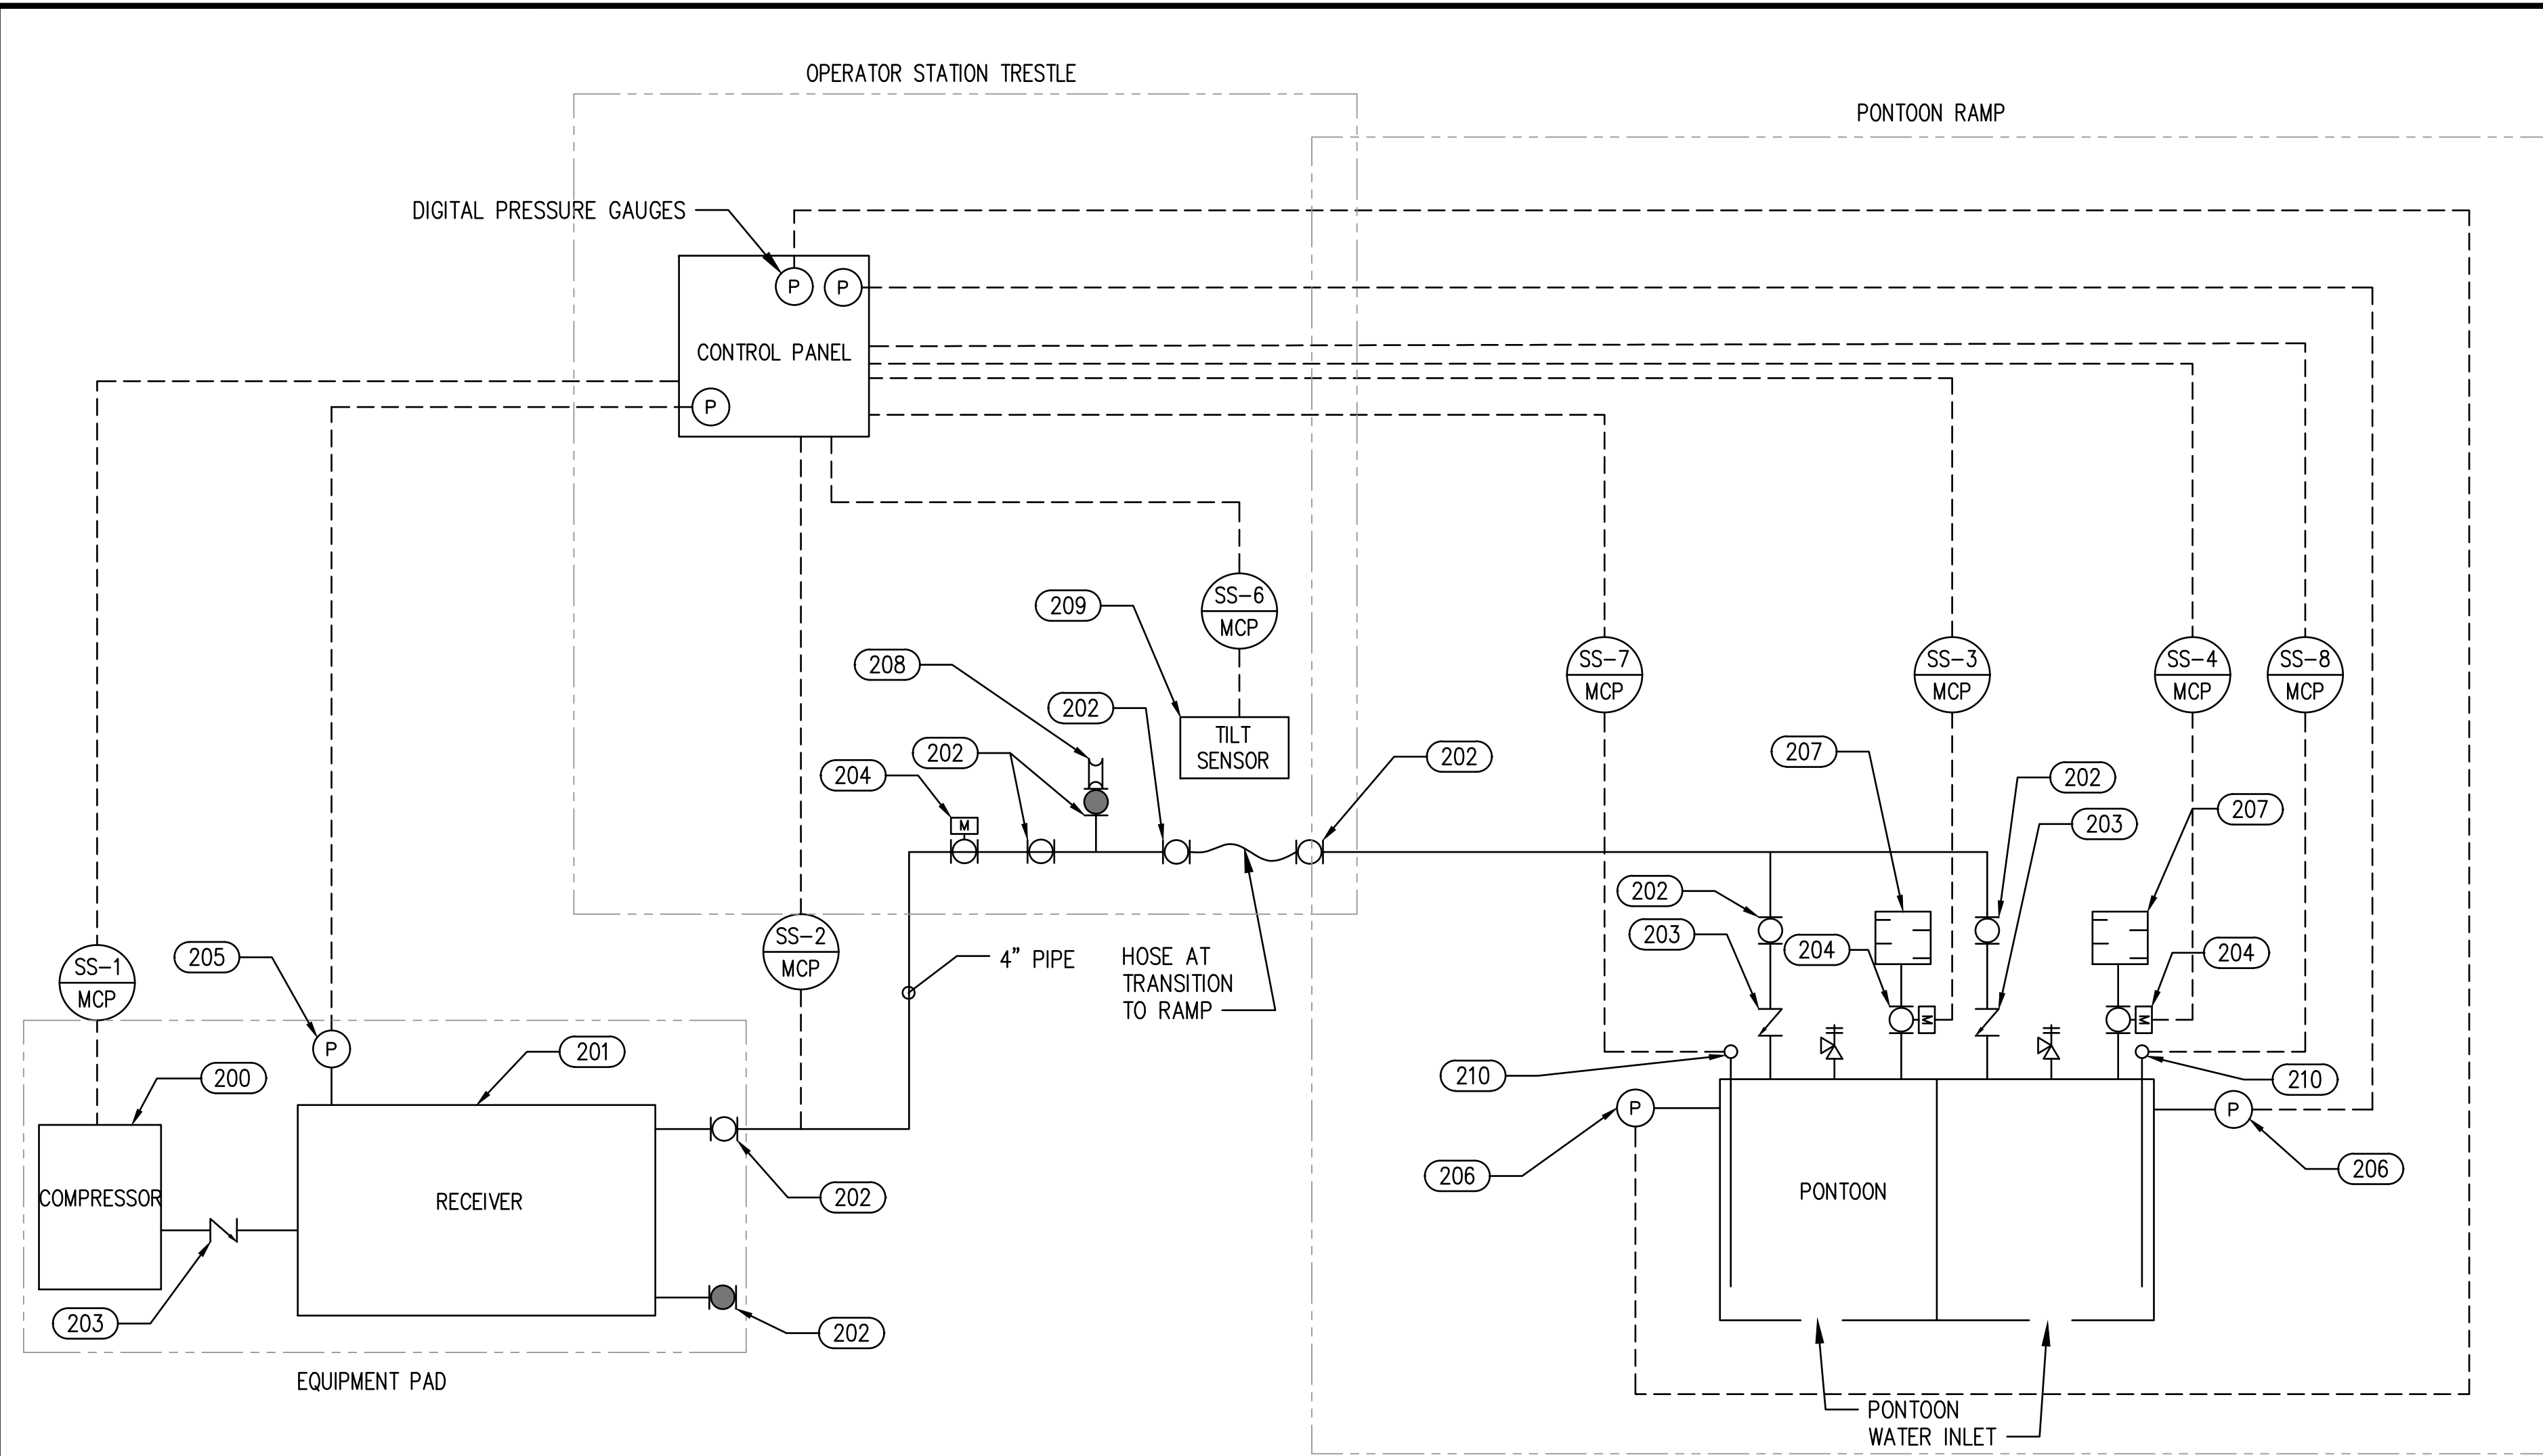 OPERATOR STATION TRESTLE
PONTOON RAMP
DIGITAL PRESSURE GAUGES
P
P
CONTROL PANEL
P
SS-6
MCP
209
208
202
TILT
SENSOR
202
204
M
202
SS-7
MCP
SS-3
MCP
SS-4
MCP
SS-8
MCP
207
202
207
203
202
203
204
204
M
M
SS-1
MCP
205
SS-2
MCP
4" PIPE
HOSE AT
TRANSITION
TO RAMP
P
201
200
210
210
P
P
206
206
COMPRESSOR
RECEIVER
202
PONTOON
203
202
EQUIPMENT PAD
PONTOON
WATER INLET